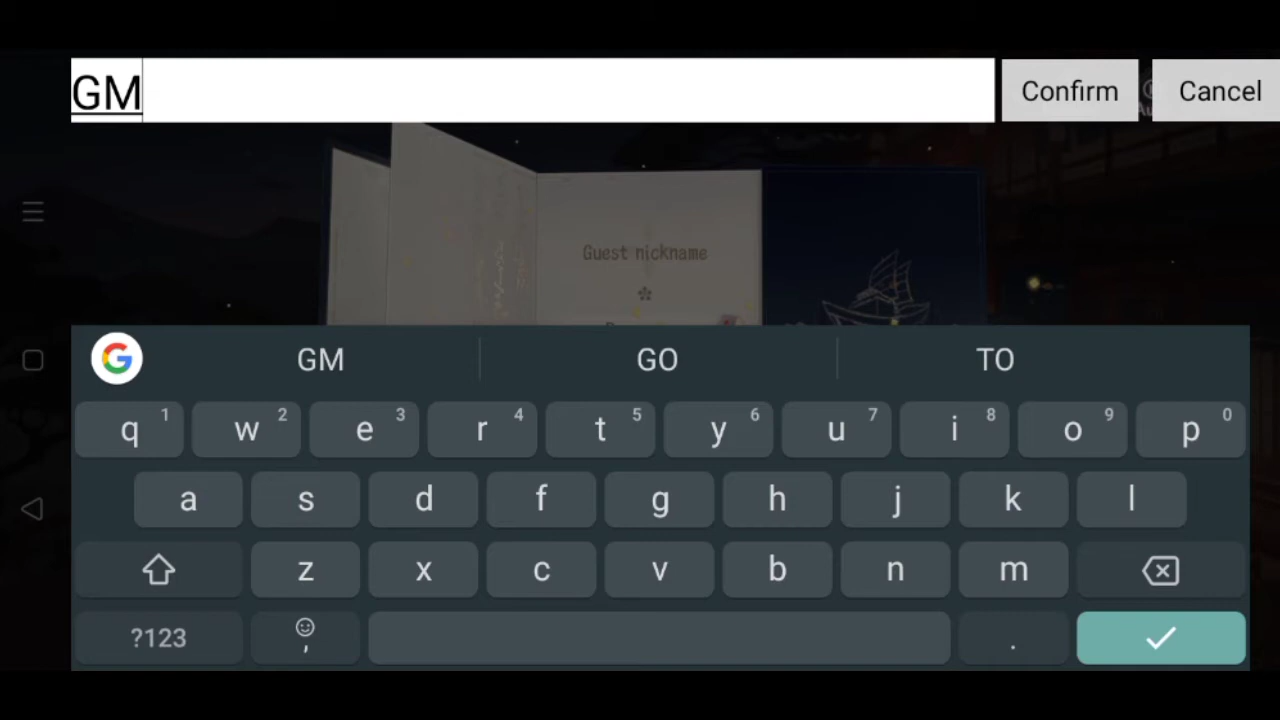 GM
Confirm
Cancel
Guest nickname
GM GO TO
q 1 w 2 e 3 r 4 t 5 y 6 u 7 i 8 o 9 p 0
a s d f g h j k l
z x c v b n m
?123 , .